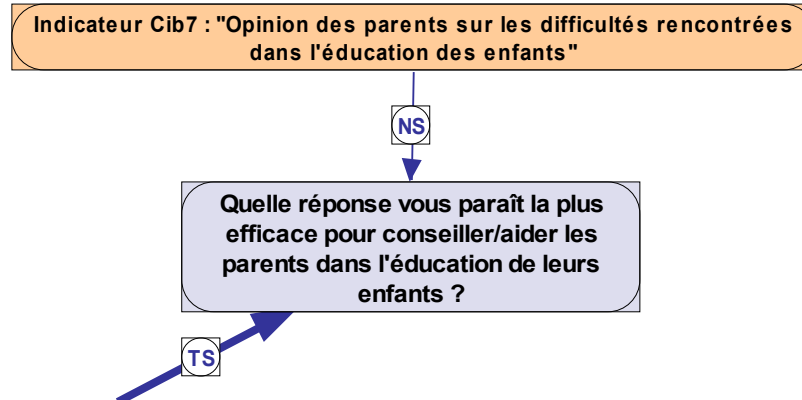 Indicateur Cib7 : "Opinion des parents sur les difficultés rencontrées
dans l'éducation des enfants"
NS
Quelle réponse vous paraît la plus
efficace pour conseiller/aider les
parents dans l'éducation de leurs
enfants ?
TS